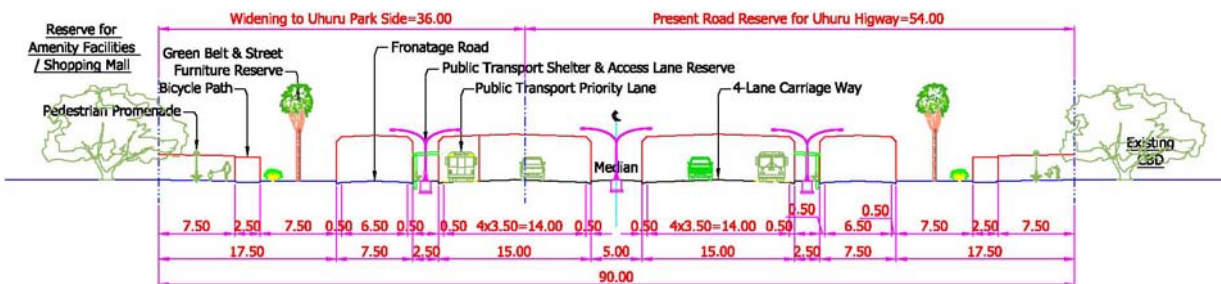 Widening to Uhuru Park Side=36.00
Present Road Reserve for Uhuru Higway=54.00
Reserve for
Amenity Facilities
/ Shopping Mall
Green Belt & Street
Furniture Reserve
Bicycle Path
Pedestrian Promenade
Fronatage Road
Public Transport Shelter & Access Lane Reserve
Public Transport Priority Lane
4-Lane Carriage Way
Median
Existing
CBD
0.50 0.50
7.50 2.50 7.50 0.50 6.50 0.50 0.50 4x3.50=14.00 0.50 0.50 4x3.50=14.00 0.50 6.50 7.50 2.50 7.50
17.50 7.50 2.50 15.00 5.00 15.00 2.50 7.50 17.50
90.00